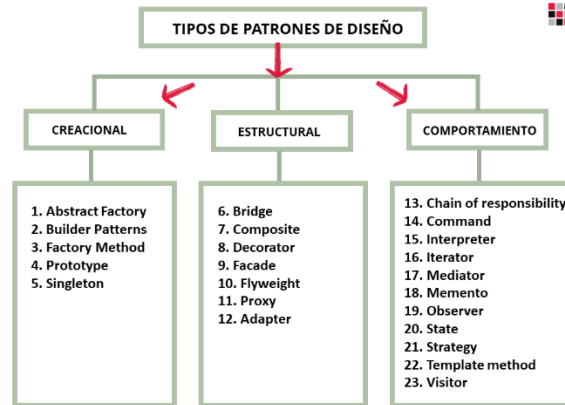 TIPOS DE PATRONES DE DISEÑO
CREACIONAL
ESTRUCTURAL
COMPORTAMIENTO
1. Abstract Factory
2. Builder Patterns
3. Factory Method
4. Prototype
5. Singleton
6. Bridge
7. Composite
8. Decorator
9. Facade
10. Flyweight
11. Proxy
12. Adapter
13. Chain of responsibility
14. Command
15. Interpreter
16. Iterator
17. Mediator
18. Memento
19. Observer
20. State
21. Strategy
22. Template method
23. Visitor